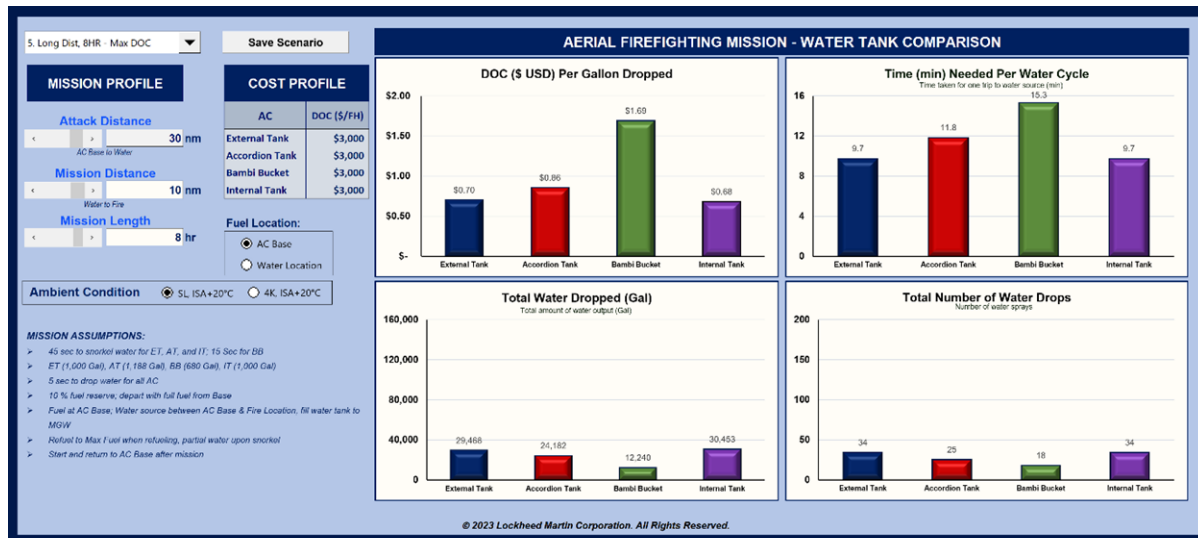 5. Long Dist, 8HR - Max DOC
Save Scenario
AERIAL FIREFIGHTING MISSION - WATER TANK COMPARISON
MISSION PROFILE
Attack Distance
30 nm
AC Base to Water
Mission Distance
10 nm
Water to Fire
Mission Length
8 hr
COST PROFILE
AC DOC ($/FH)
External Tank $3,000
Accordion Tank $3,000
Bambi Bucket $3,000
Internal Tank $3,000
Fuel Location:
AC Base
Water Location
Ambient Condition SL, ISA+20°C 4K, ISA+20°C
MISSION ASSUMPTIONS:
45 sec to snorkel water for ET, AT, and IT; 15 Sec for BB
ET (1,000 Gal), AT (1,188 Gal), BB (680 Gal), IT (1,000 Gal)
5 sec to drop water for all AC
10 % fuel reserve; depart with full fuel from Base
Fuel at AC Base; Water source between AC Base & Fire Location, fill water tank to
MGW
Refuel to Max Fuel when refueling, partial water upon snorkel
Start and return to AC Base after mission
DOC ($ USD) Per Gallon Dropped
$2.00
$1.50
$1.00
$0.50
$-
$0.70
$0.86
$1.69
$0.68
External Tank Accordion Tank Bambi Bucket Internal Tank
Time (min) Needed Per Water Cycle
Time taken for one trip to water source (min)
16
12
8
4
0
9.7
11.8
15.3
9.7
External Tank Accordion Tank Bambi Bucket Internal Tank
Total Water Dropped (Gal)
Total amount of water output (Gal)
160,000
120,000
80,000
40,000
0
29,468
24,182
12,240
30,453
External Tank Accordion Tank Bambi Bucket Internal Tank
Total Number of Water Drops
Number of water sprays
200
150
100
50
0
34
25
18
34
External Tank Accordion Tank Bambi Bucket Internal Tank
© 2023 Lockheed Martin Corporation. All Rights Reserved.